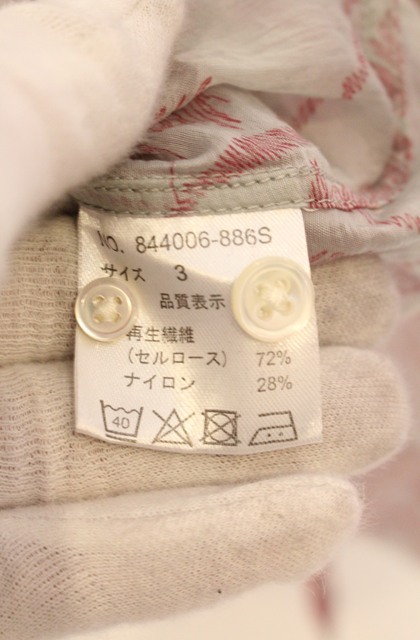 No. 844006-886S
サイズ 3
品質表示
再生繊維
(セルロース) 72%
ナイロン 28%
40